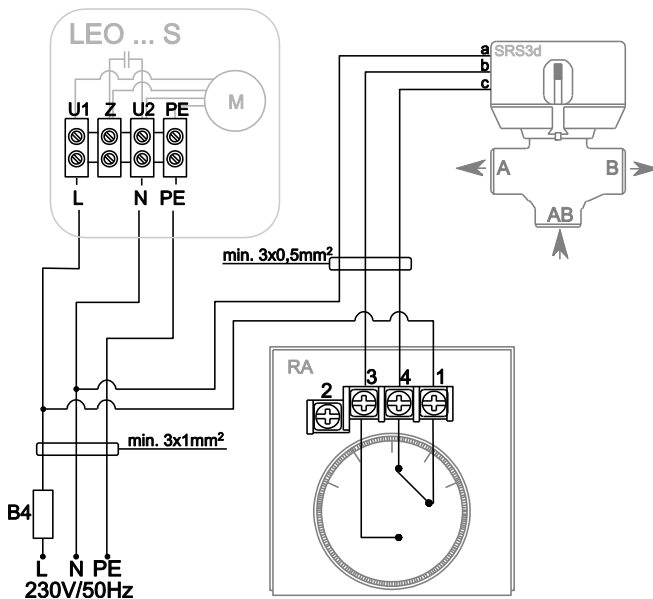 LEO ... S
M
U1 Z U2 PE
L N PE
a
b
c
SRS3d
A
B
AB
min. 3x0,5mm²
RA
2 3 4 1
min. 3x1mm²
B4
L N PE
230V/50Hz